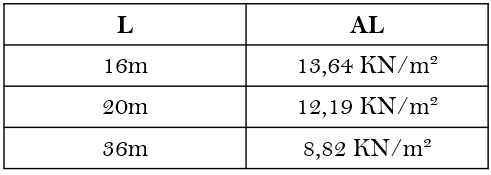 L AL
16m 13,64 KN/m²
20m 12,19 KN/m²
36m 8,82 KN/m²